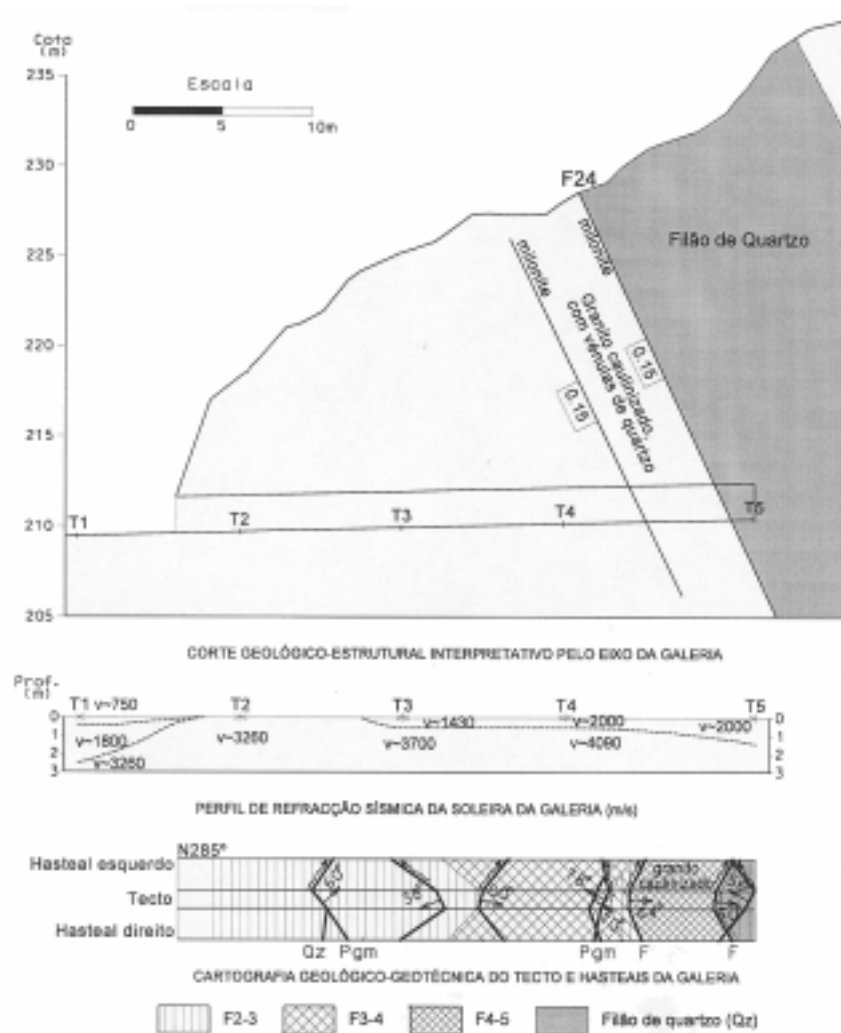 Cota
(m)
235
230
225
220
215
210
205
Escala
0 5 10m
F24
milonite
milonite
Filão de Quartzo
Granito caulinizado,
com vênulas de quartzo
0.15
0.15
T1 T2 T3 T4 T5
CORTE GEOLÓGICO-ESTRUTURAL INTERPRETATIVO PELO EIXO DA GALERIA
Prof.
(m)
T1 v~750 T2 T3 T4 T5
0 0
1 1
2 2
3 3
v~1800
v~3260
v~3260
v~1430
v~3700
v~2000
v~4090
v~2000
PERFIL DE REFRACÇÃO SÍSMICA DA SOLEIRA DA GALERIA (m/s)
N285º
Hasteal esquerdo
Tecto
Hasteal direito
granito
caulinizado
Qz Pgm Pgm F F
CARTOGRAFIA GEOLÓGICO-GEOTÉCNICA DO TECTO E HASTEAIS DA GALERIA
F2-3 F3-4 F4-5 Filão de quartzo (Qz)